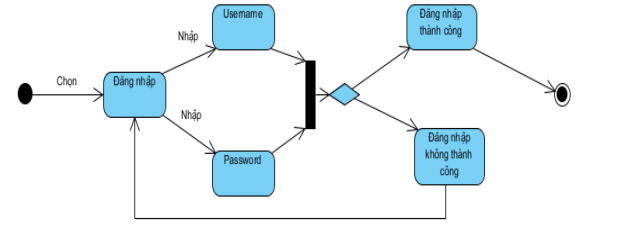 Chọn
Đăng nhập
Nhập
Username
Nhập
Password
Đăng nhập
thành công
Đăng nhập
không thành
công